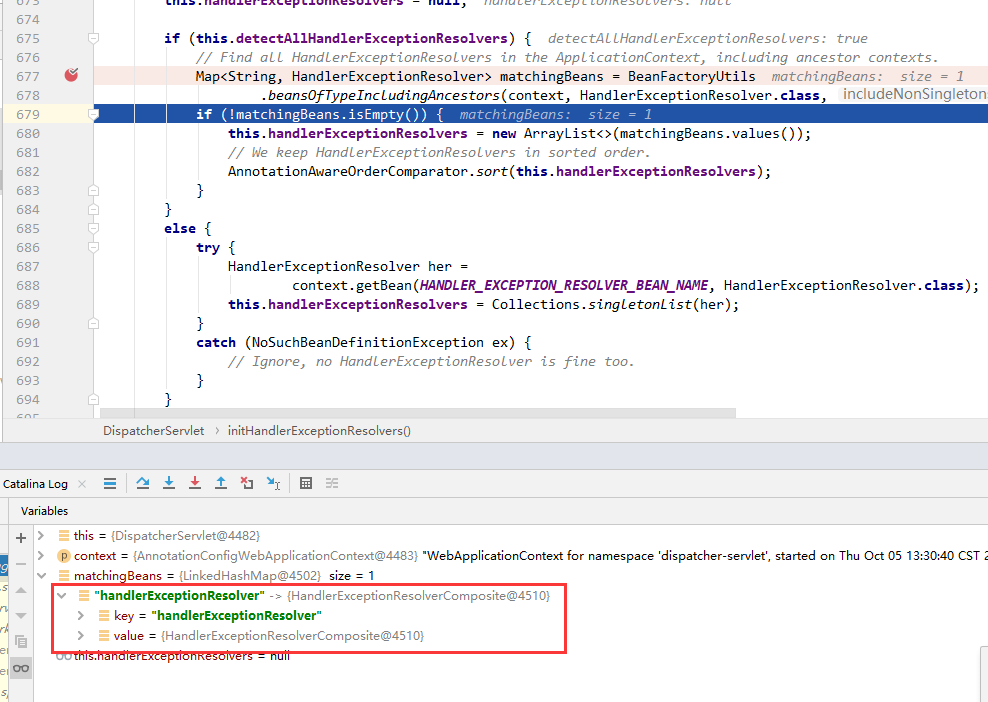 673 this.handlerExceptionResolvers = null; handlerExceptionResolvers: null
674
675 if (this.detectAllHandlerExceptionResolvers) { detectAllHandlerExceptionResolvers: true
676 // Find all HandlerExceptionResolvers in the ApplicationContext, including ancestor contexts.
677 Map<String, HandlerExceptionResolver> matchingBeans = BeanFactoryUtils matchingBeans: size = 1
678 .beansOfTypeIncludingAncestors(context, HandlerExceptionResolver.class, includeNonSingletons
679 if (!matchingBeans.isEmpty()) { matchingBeans: size = 1
680 this.handlerExceptionResolvers = new ArrayList<>(matchingBeans.values());
681 // We keep HandlerExceptionResolvers in sorted order.
682 AnnotationAwareOrderComparator.sort(this.handlerExceptionResolvers);
683 }
684 }
685 else {
686 try {
687 HandlerExceptionResolver her =
688 context.getBean(HANDLER_EXCEPTION_RESOLVER_BEAN_NAME, HandlerExceptionResolver.class);
689 this.handlerExceptionResolvers = Collections.singletonList(her);
690 }
691 catch (NoSuchBeanDefinitionException ex) {
692 // Ignore, no HandlerExceptionResolver is fine too.
693 }
694 }
695
DispatcherServlet › initHandlerExceptionResolvers()
Catalina Log ×
Variables
this = {DispatcherServlet@4482}
p context = {AnnotationConfigWebApplicationContext@4483} "WebApplicationContext for namespace 'dispatcher-servlet', started on Thu Oct 05 13:30:40 CST 2
matchingBeans = {LinkedHashMap@4502} size = 1
"handlerExceptionResolver" -> {HandlerExceptionResolverComposite@4510}
key = "handlerExceptionResolver"
value = {HandlerExceptionResolverComposite@4510}
this.handlerExceptionResolvers = null